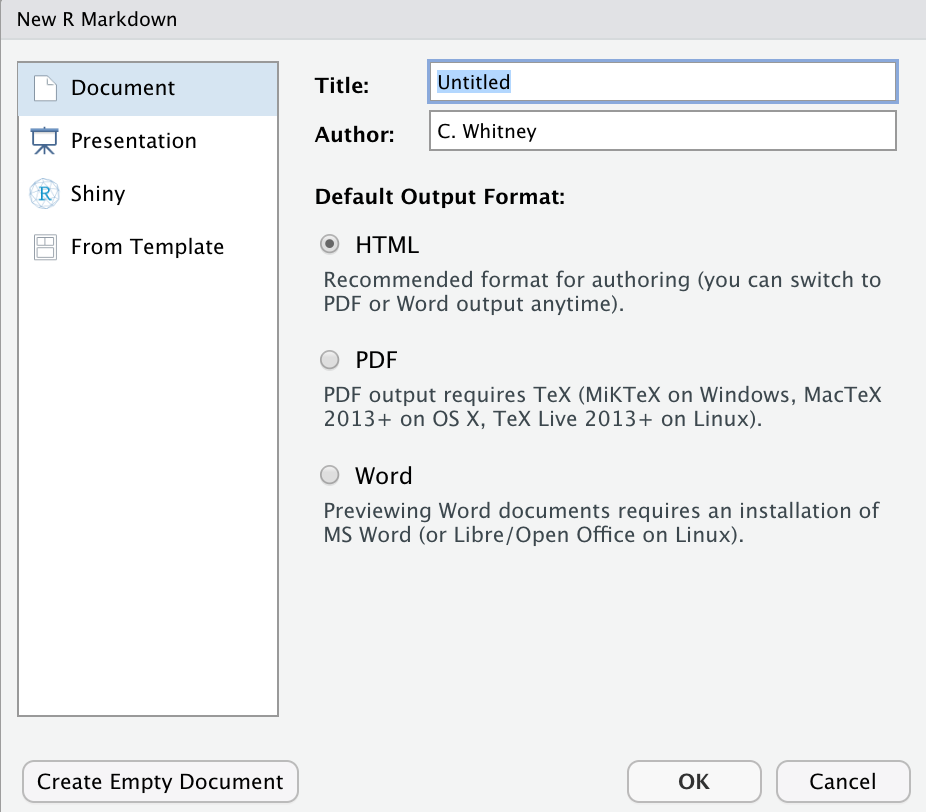 New R Markdown
Document
Presentation
R
Shiny
From Template
Title:
Untitled
Author:
C. Whitney
Default Output Format:
HTML
Recommended format for authoring (you can switch to
PDF or Word output anytime).
PDF
PDF output requires TeX (MiKTeX on Windows, MacTeX
2013+ on OS X, TeX Live 2013+ on Linux).
Word
Previewing Word documents requires an installation of
MS Word (or Libre/Open Office on Linux).
Create Empty Document
OK
Cancel